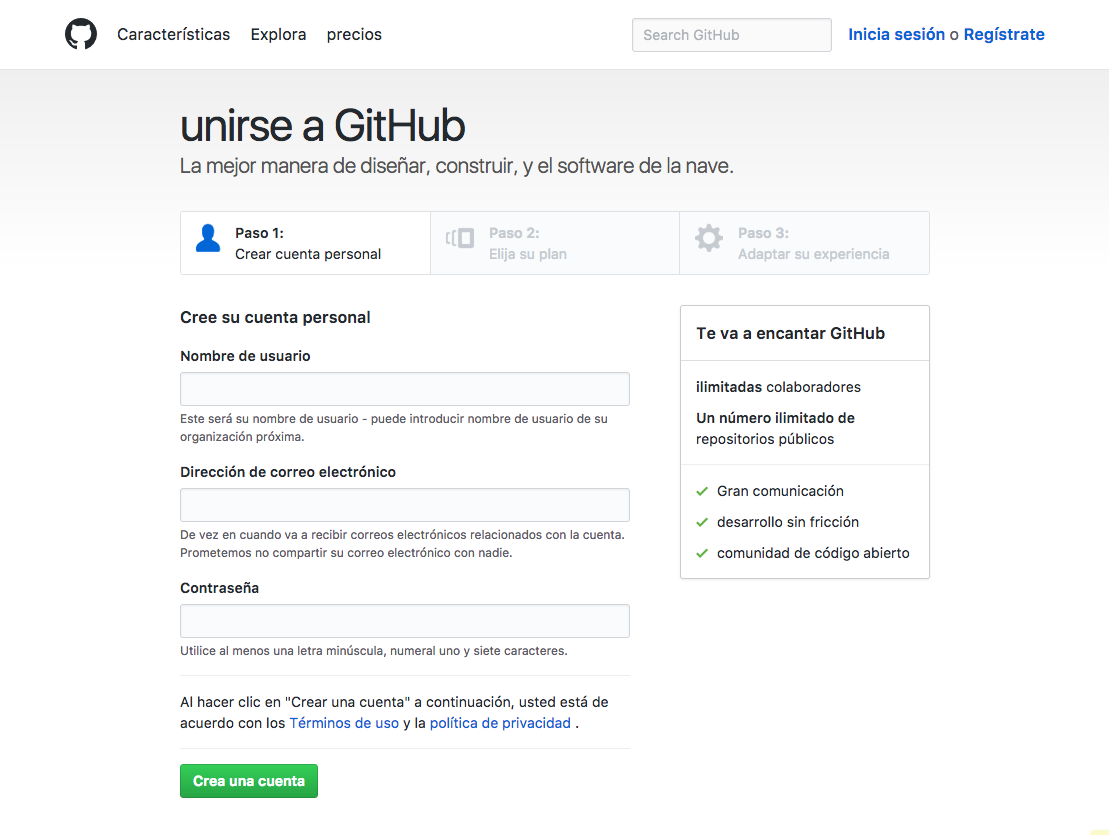 Características Explora precios Search GitHub Inicia sesión o Regístrate
unirse a GitHub
La mejor manera de diseñar, construir, y el software de la nave.
Paso 1:
Crear cuenta personal
Paso 2:
Elija su plan
Paso 3:
Adaptar su experiencia
Cree su cuenta personal
Nombre de usuario
Este será su nombre de usuario - puede introducir nombre de usuario de su
organización próxima.
Dirección de correo electrónico
De vez en cuando va a recibir correos electrónicos relacionados con la cuenta.
Prometemos no compartir su correo electrónico con nadie.
Contraseña
Utilice al menos una letra minúscula, numeral uno y siete caracteres.
Al hacer clic en "Crear una cuenta" a continuación, usted está de
acuerdo con los Términos de uso y la política de privacidad .
Crea una cuenta
Te va a encantar GitHub
ilimitadas colaboradores
Un número ilimitado de
repositorios públicos
Gran comunicación
desarrollo sin fricción
comunidad de código abierto